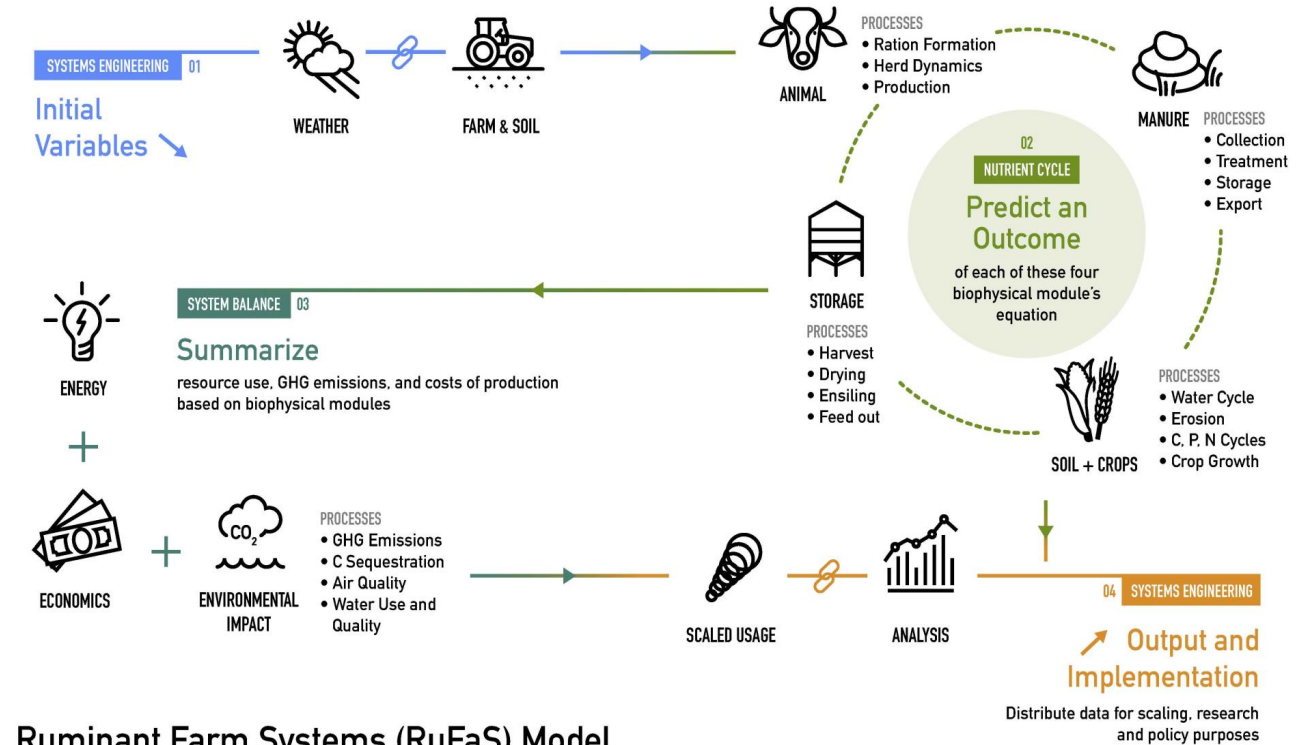 SYSTEMS ENGINEERING 01
Initial
Variables
WEATHER
FARM & SOIL
ANIMAL
PROCESSES
• Ration Formation
• Herd Dynamics
• Production
MANURE
PROCESSES
• Collection
• Treatment
• Storage
• Export
02
NUTRIENT CYCLE
Predict an
Outcome
of each of these four
biophysical module's
equation
STORAGE
PROCESSES
• Harvest
• Drying
• Ensiling
• Feed out
SOIL + CROPS
PROCESSES
• Water Cycle
• Erosion
• C, P, N Cycles
• Crop Growth
SYSTEM BALANCE 03
Summarize
resource use, GHG emissions, and costs of production
based on biophysical modules
ENERGY
+
ECONOMICS
+
CO₂
ENVIRONMENTAL
IMPACT
PROCESSES
• GHG Emissions
• C Sequestration
• Air Quality
• Water Use and
Quality
SCALED USAGE
ANALYSIS
04 SYSTEMS ENGINEERING
Output and
Implementation
Distribute data for scaling, research
and policy purposes
Ruminant Farm Systems (RuFaS) Model